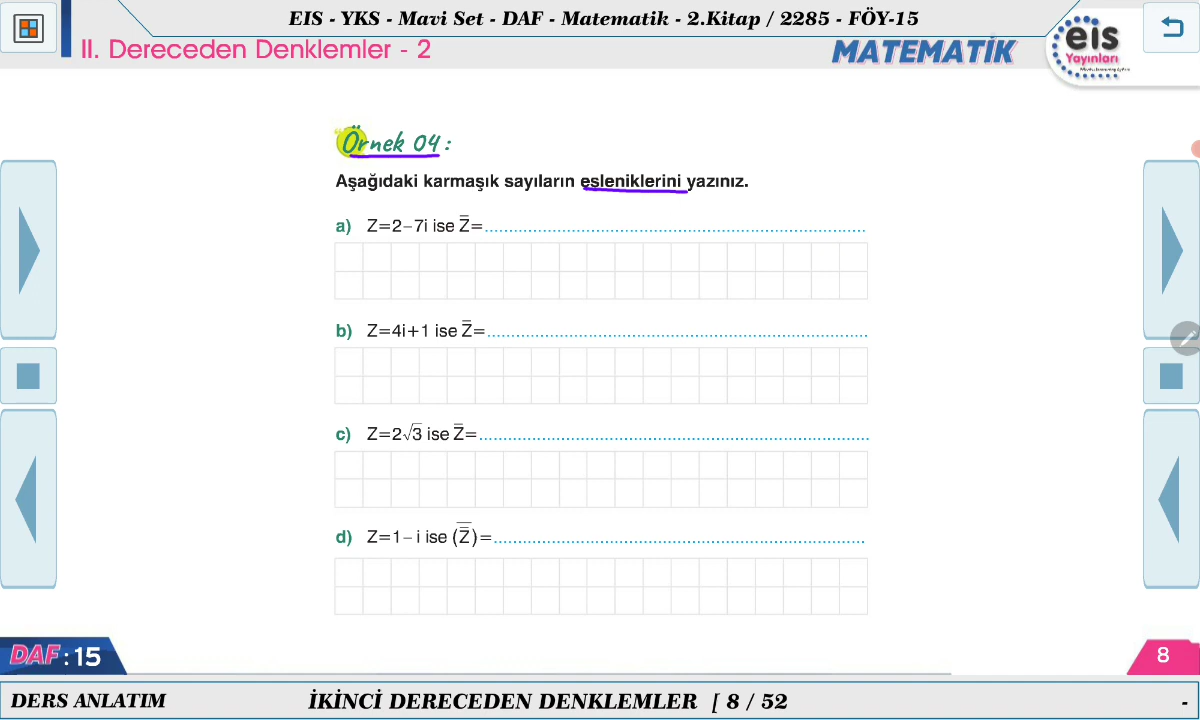 EIS - YKS - Mavi Set - DAF - Matematik - 2.Kitap / 2285 - FÖY-15
II. Dereceden Denklemler - 2
MATEMATİK
eis
Yayınları
Örnek 04 :
Aşağıdaki karmaşık sayıların eşleniklerini yazınız.
a) Z=2–7i ise Z̅=
b) Z=4i+1 ise Z̅=
c) Z=2√3 ise Z̅=
d) Z=1–i ise (Z̿)=
DAF : 15
8
DERS ANLATIM
İKİNCİ DERECEDEN DENKLEMLER [ 8 / 52
-